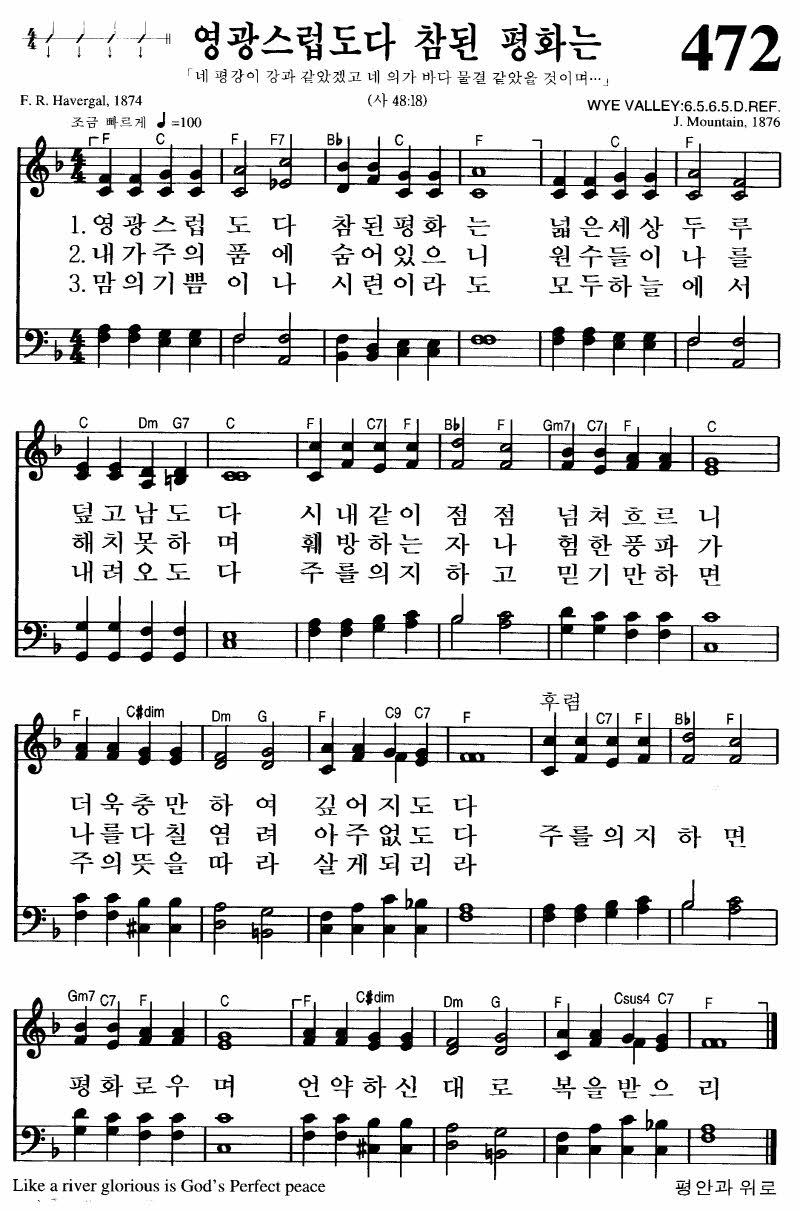 영광스럽도다 참된 평화는 472
「네 평강이 강과 같았겠고 네 의가 바다 물결 같았을 것이며…」
F. R. Havergal, 1874 (사 48:18) WYE VALLEY:6.5.6.5.D.REF.
조금 빠르게 ♩=100 J. Mountain, 1876
F C F F7 B♭ C F C F
4/4
1.영광스럽 도 다 참된평화 는 넓은세상 두 루
2.내가주의 품 에 숨어있으 니 원수들이 나 를
3.맘의기쁨 이 나 시련이라 도 모두하늘 에 서
4/4
C Dm G7 C F C7 F B♭ F Gm7 C7 F C
덮고남도 다 시내같이 점 점 넘쳐흐르 니
해치못하 며 훼방하는 자 나 험한풍파 가
내려오도 다 주를의지 하 고 믿기만하 면
후렴
F C#dim Dm G F C9 C7 F C7 F B♭ F
더욱충만 하 여 깊어지도 다
나를다칠 염 려 아주없도 다 주를의지 하 면
주의뜻을 따 라 살게되리 라
Gm7 C7 F C F C#dim Dm G F Csus4 C7 F
평화로우 며 언약하신 대 로 복을받으 리
Like a river glorious is God's Perfect peace 평안과 위로